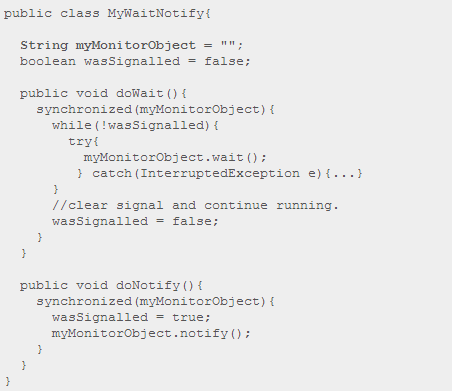 public class MyWaitNotify{
String myMonitorObject = "";
boolean wasSignalled = false;
public void doWait(){
synchronized(myMonitorObject){
while(!wasSignalled){
try{
myMonitorObject.wait();
} catch(InterruptedException e){...}
}
//clear signal and continue running.
wasSignalled = false;
}
}
public void doNotify(){
synchronized(myMonitorObject){
wasSignalled = true;
myMonitorObject.notify();
}
}
}